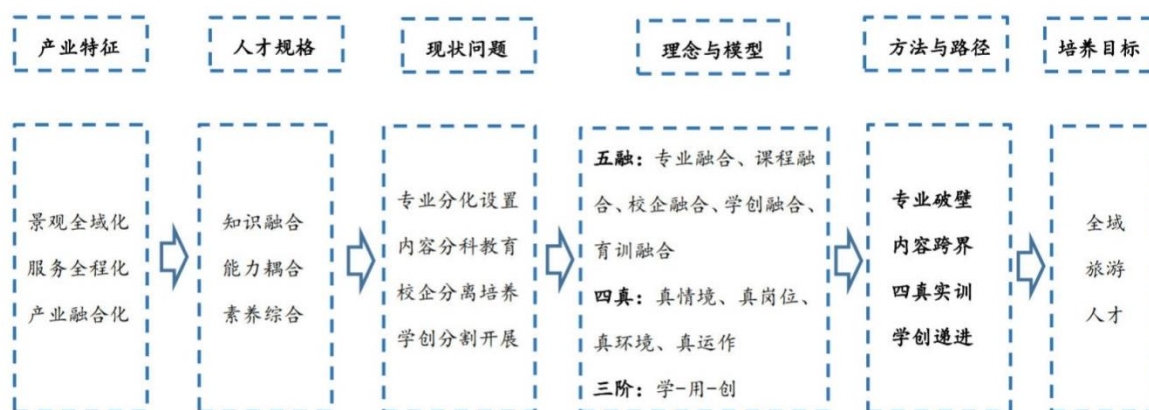 产业特征
人才规格
现状问题
理念与模型
方法与路径
培养目标
景观全域化
服务全程化
产业融合化
知识融合
能力耦合
素养综合
专业分化设置
内容分科教育
校企分离培养
学创分割开展
五融：专业融合、课程融
合、校企融合、学创融合、
育训融合
四真：真情境、真岗位、
真环境、真运作
三阶：学-用-创
专业破壁
内容跨界
四真实训
学创递进
全域
旅游
人才